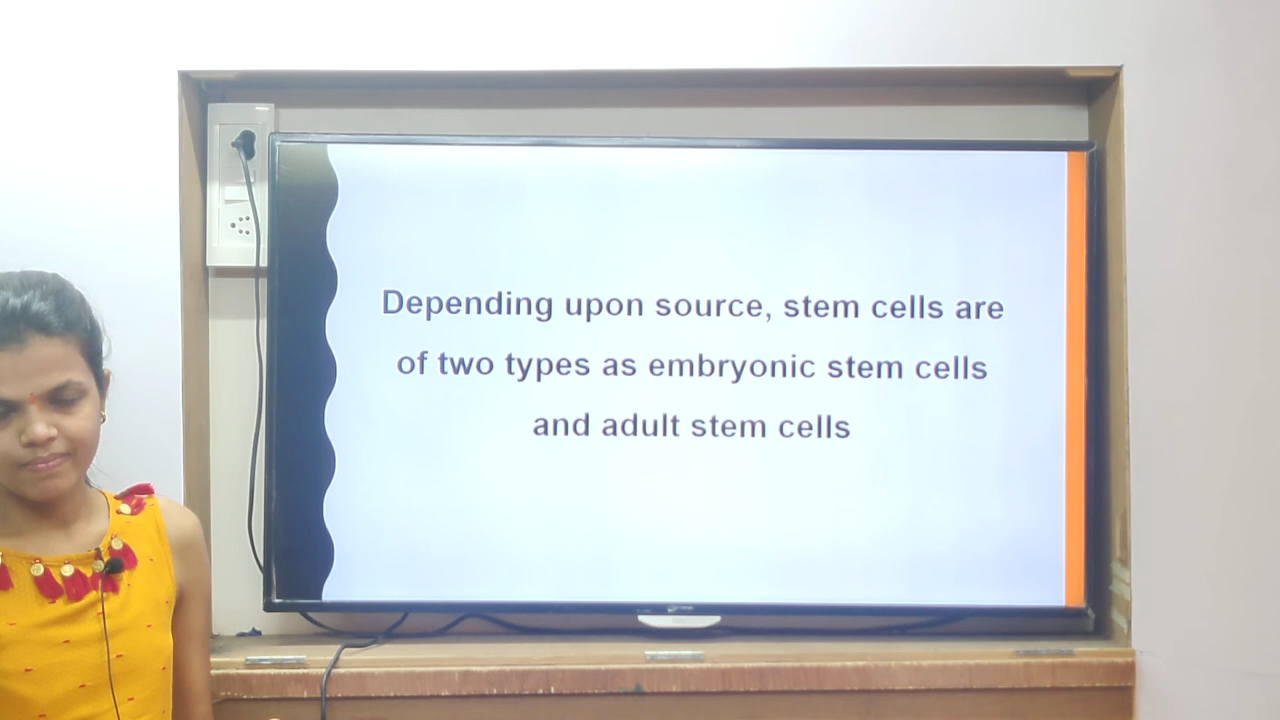 Depending upon source, stem cells are
of two types as embryonic stem cells
and adult stem cells